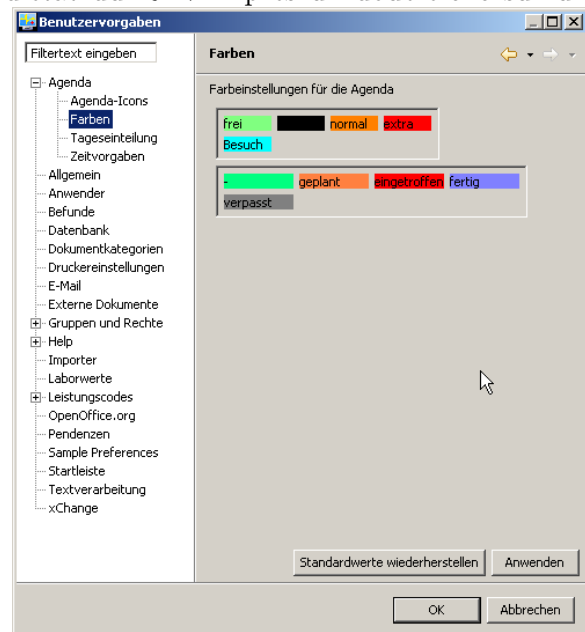 Benutzervorgaben
Filtertext eingeben
Farben
Agenda
Agenda-Icons
Farben
Tageseinteilung
Zeitvorgaben
Allgemein
Anwender
Befunde
Datenbank
Dokumentkategorien
Druckereinstellungen
E-Mail
Externe Dokumente
Gruppen und Rechte
Help
Importer
Laborwerte
Leistungscodes
OpenOffice.org
Pendenzen
Sample Preferences
Startleiste
Textverarbeitung
xChange
Farbeinstellungen für die Agenda
frei normal extra
Besuch
- geplant eingetroffen fertig
verpasst
Standardwerte wiederherstellen Anwenden
OK Abbrechen